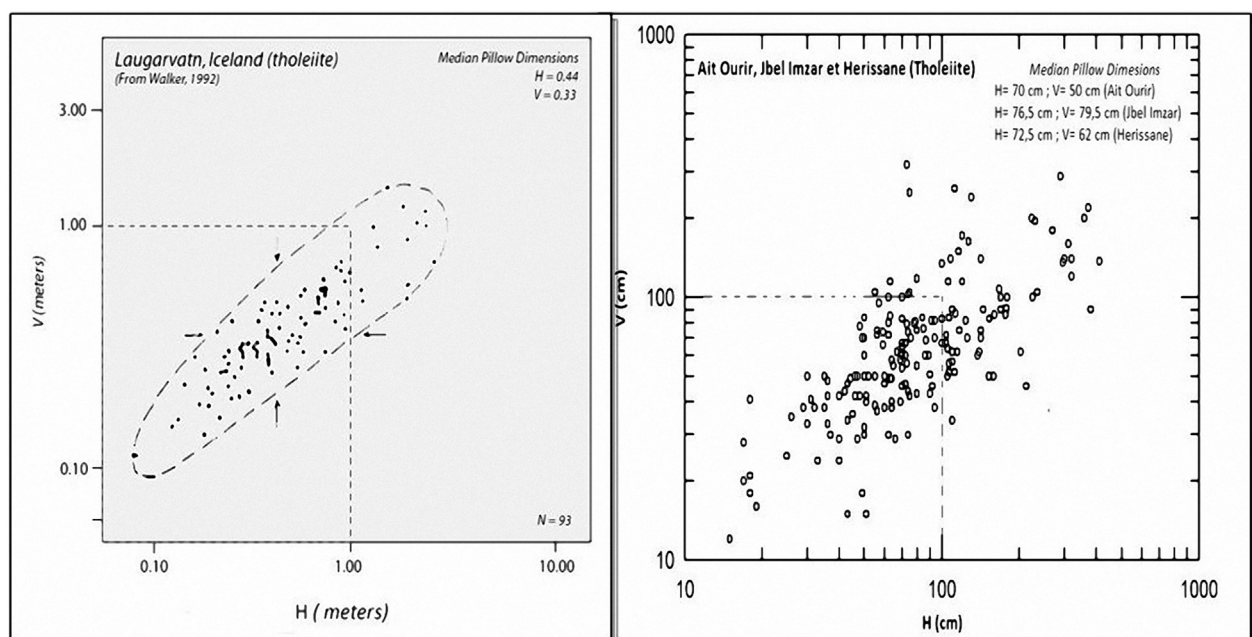 Laugarvatn, Iceland (tholeiite)
(From Walker, 1992)
Median Pillow Dimensions
H = 0.44
V = 0.33
3.00
1.00
0.10
V (meters)
N = 93
0.10
1.00
10.00
H ( meters)
1000
100
10
V (cm)
Ait Ourir, Jbel Imzar et Herissane (Tholeiite)
Median Pillow Dimesions
H= 70 cm ; V= 50 cm (Ait Ourir)
H= 76,5 cm ; V= 79,5 cm (Jbel Imzar)
H= 72,5 cm ; V= 62 cm (Herissane)
10
100
1000
H (cm)